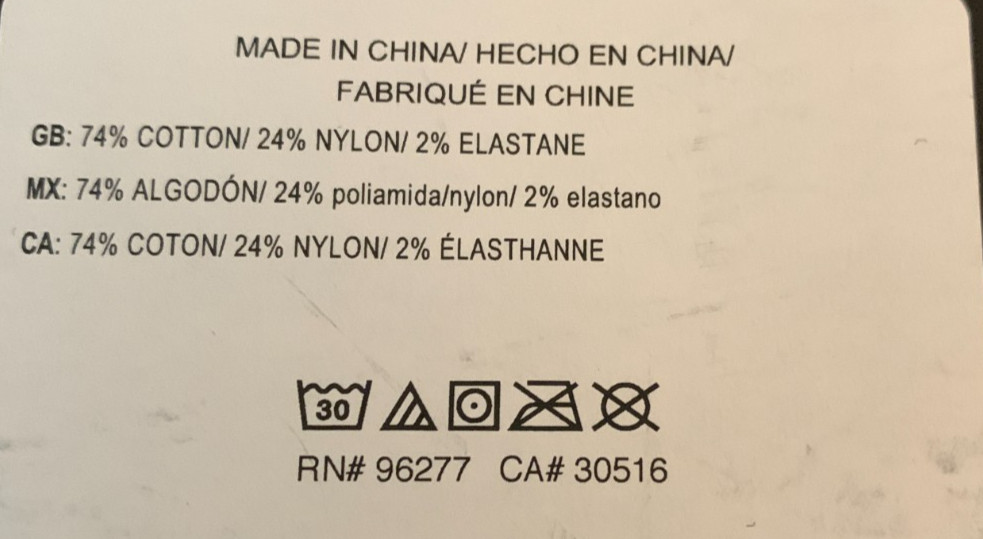 MADE IN CHINA/ HECHO EN CHINA/
FABRIQUÉ EN CHINE
GB: 74% COTTON/ 24% NYLON/ 2% ELASTANE
MX: 74% ALGODÓN/ 24% poliamida/nylon/ 2% elastano
CA: 74% COTON/ 24% NYLON/ 2% ÉLASTHANNE
30
RN# 96277 CA# 30516